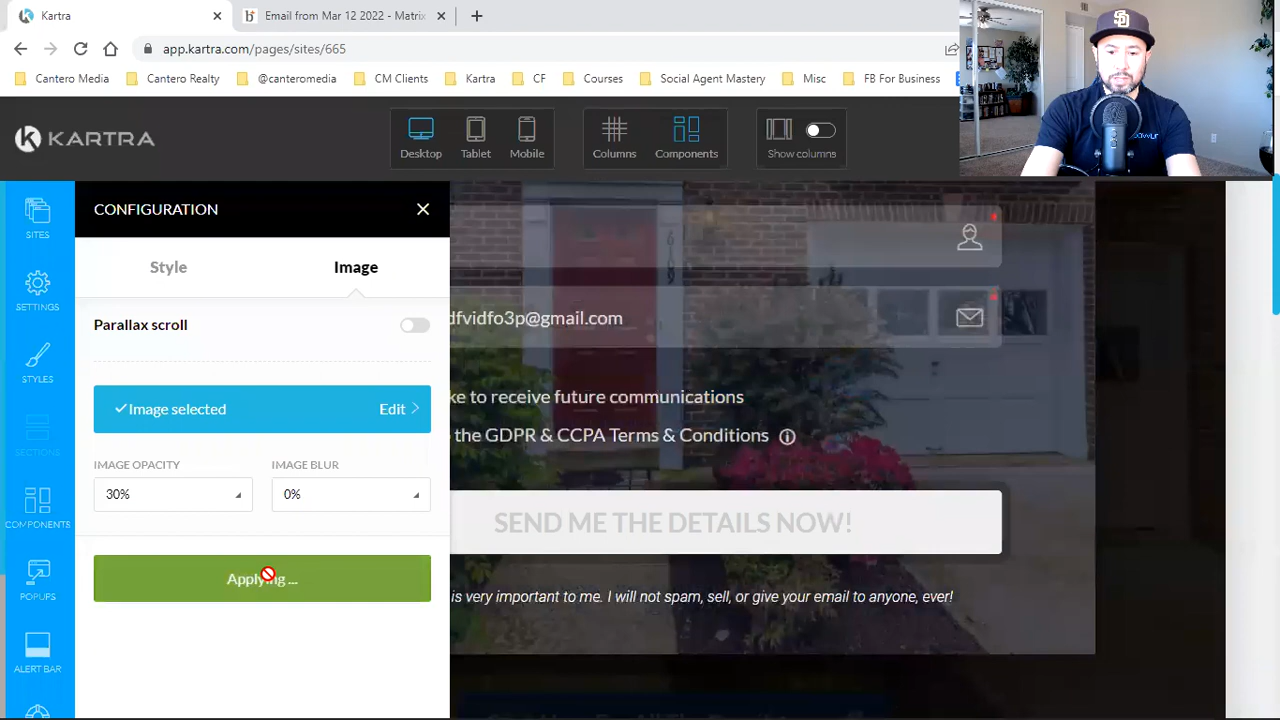 Kartra
Email from Mar 12 2022 - Matrix
app.kartra.com/pages/sites/665
Cantero Media
Cantero Realty
@canteromedia
CM Clients
Kartra
CF
Courses
Social Agent Mastery
Misc
FB For Business
KARTRA
Desktop
Tablet
Mobile
Columns
Components
Show columns
SITES
SETTINGS
STYLES
SECTIONS
COMPONENTS
POPUPS
ALERT BAR
CONFIGURATION
Style
Image
Parallax scroll
Image selected
Edit
IMAGE OPACITY
IMAGE BLUR
30%
0%
Applying ...
dfvidfo3p@gmail.com
ke to receive future communications
the GDPR & CCPA Terms & Conditions
SEND ME THE DETAILS NOW!
is very important to me. I will not spam, sell, or give your email to anyone, ever!